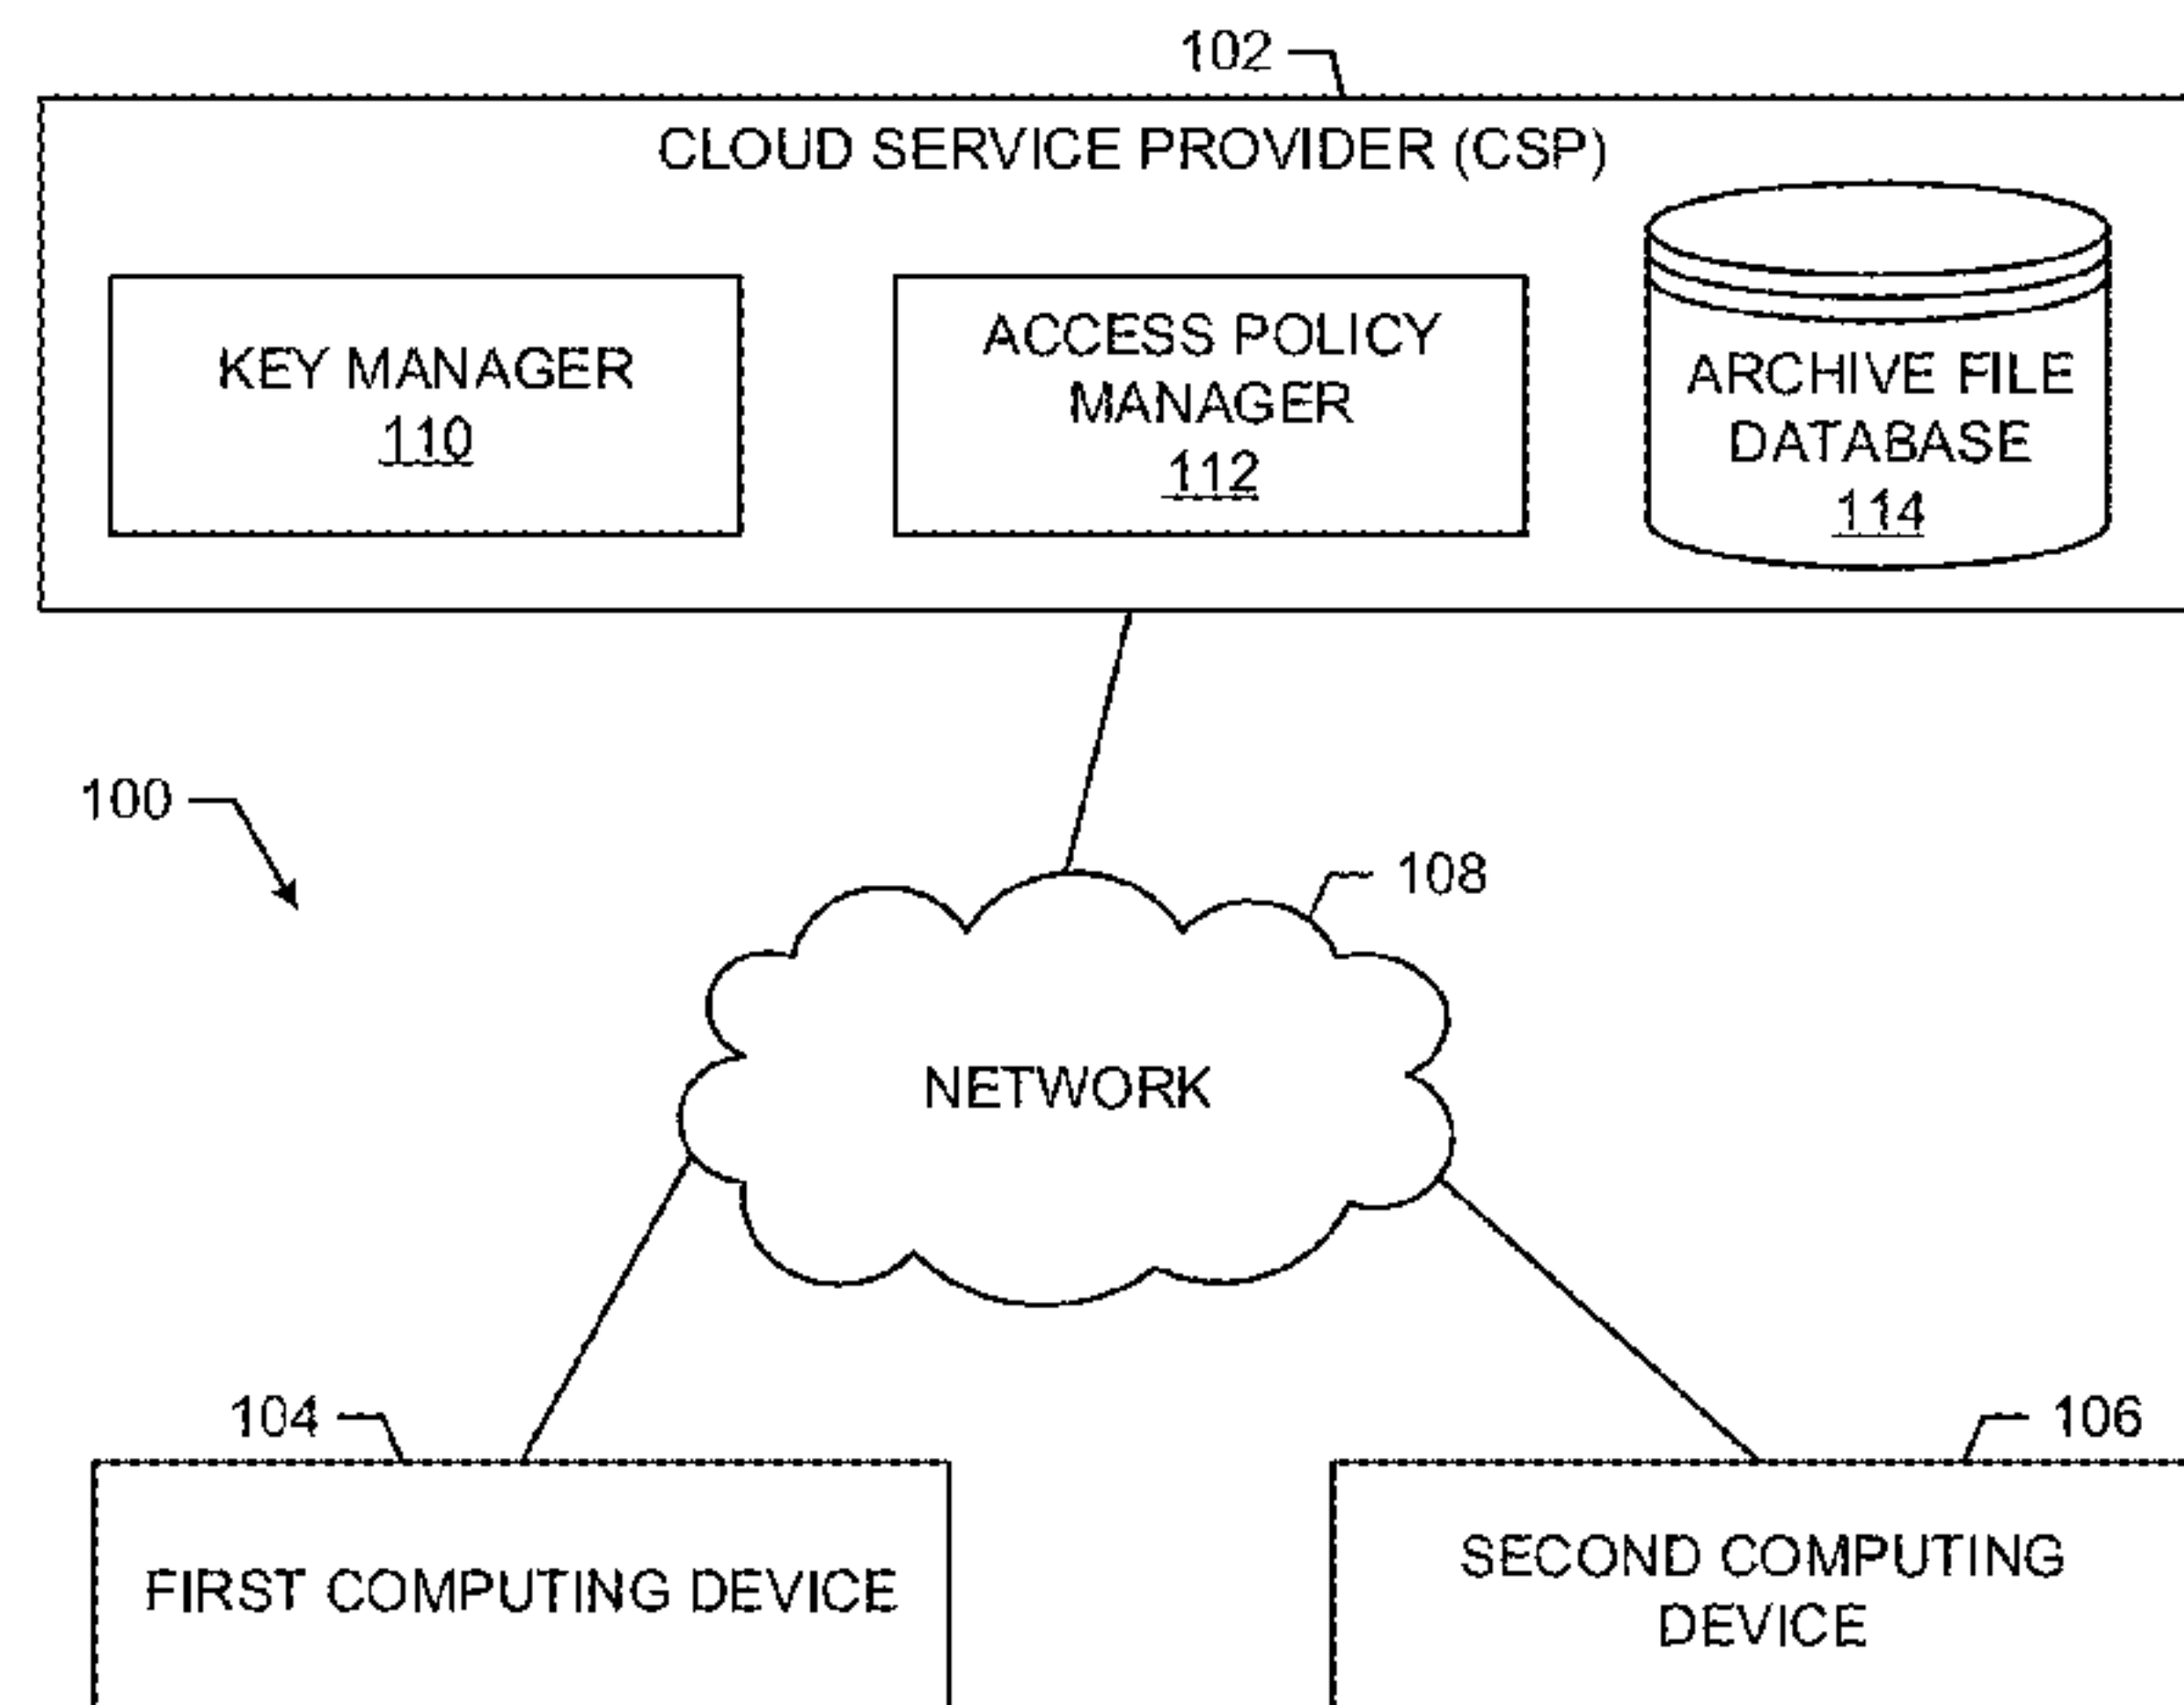 102
CLOUD SERVICE PROVIDER (CSP)
KEY MANAGER
110
ACCESS POLICY
MANAGER
112
ARCHIVE FILE
DATABASE
114
100
108
NETWORK
104
FIRST COMPUTING DEVICE
106
SECOND COMPUTING
DEVICE